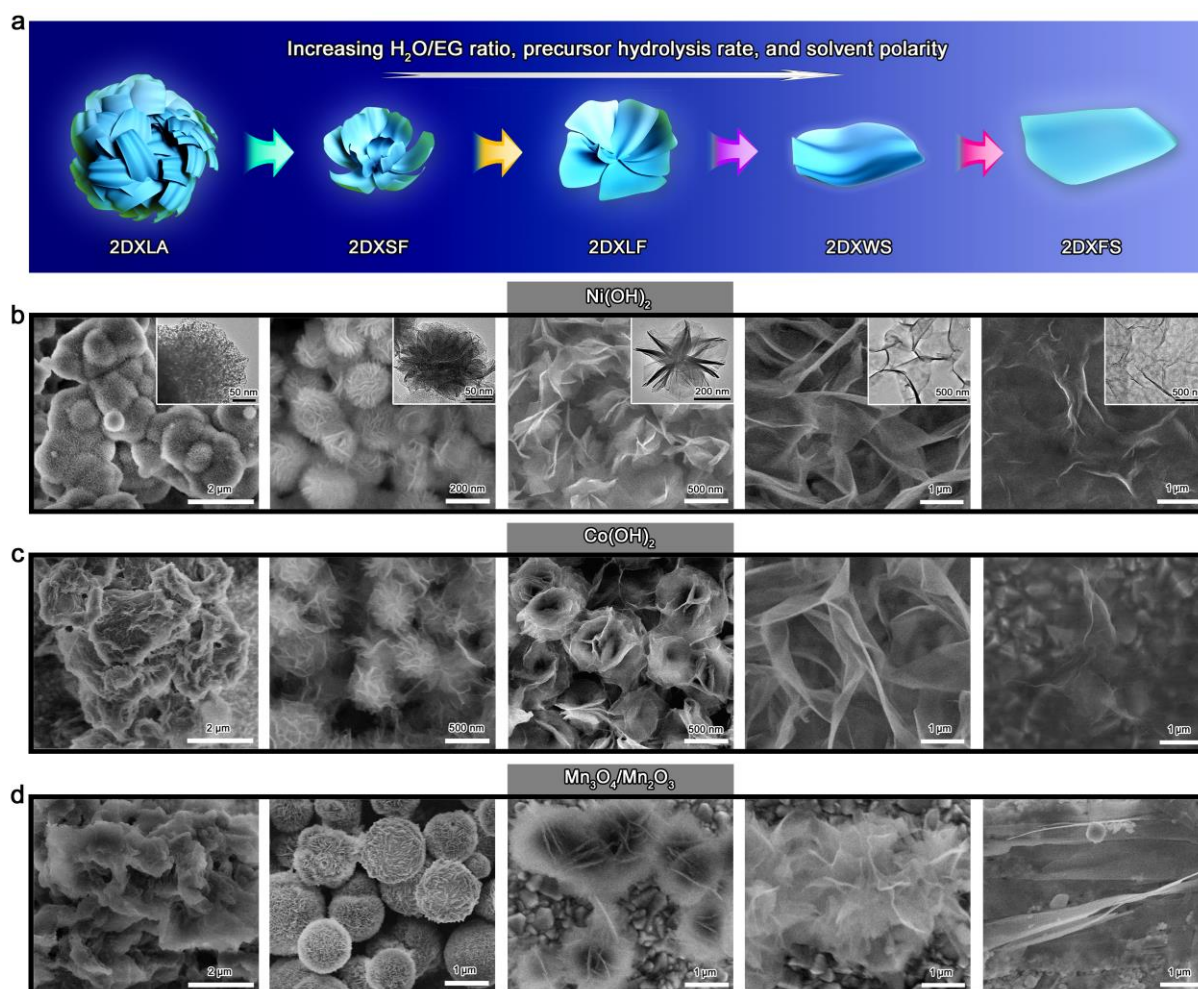 a
Increasing H₂O/EG ratio, precursor hydrolysis rate, and solvent polarity
2DXLA 2DXSF 2DXLF 2DXWS 2DXFS
b
Ni(OH)₂
50 nm 50 nm 200 nm 500 nm 500 nm
2 μm 200 nm 500 nm 1 μm 1 μm
c
Co(OH)₂
2 μm 500 nm 500 nm 1 μm 1 μm
d
Mn₃O₄/Mn₂O₃
2 μm 1 μm 1 μm 1 μm 1 μm